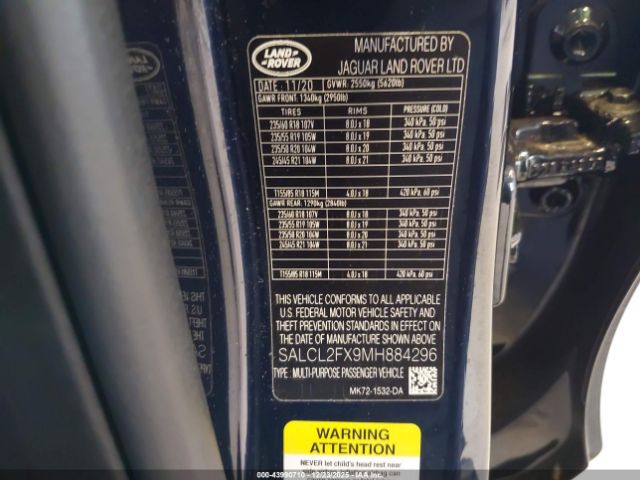 LAND
ROVER
MANUFACTURED BY
JAGUAR LAND ROVER LTD
DATE: 11/20 GVWR: 2550kg (5620lb)
GAWR FRONT: 1340kg (2950lb)
TIRES RIMS PRESSURE (COLD)
235/60 R18 107V 8.0J x 18 340 kPa, 50 psi
235/55 R19 105W 8.0J x 19 340 kPa, 50 psi
235/50 R20 104W 8.0J x 20 340 kPa, 50 psi
245/45 R21 104W 8.0J x 21 340 kPa, 50 psi
T155/85 R18 115M 4.0J x 18 420 kPa, 60 psi
GAWR REAR: 1290kg (2840lb)
235/60 R18 107V 8.0J x 18 340 kPa, 50 psi
235/55 R19 105W 8.0J x 19 340 kPa, 50 psi
235/50 R20 104W 8.0J x 20 340 kPa, 50 psi
245/45 R21 104W 8.0J x 21 340 kPa, 50 psi
T155/85 R18 115M 4.0J x 18 420 kPa, 60 psi
THIS VEHICLE CONFORMS TO ALL APPLICABLE
U.S. FEDERAL MOTOR VEHICLE SAFETY AND
THEFT PREVENTION STANDARDS IN EFFECT ON
THE DATE OF MANUFACTURE SHOWN ABOVE
SALCL2FX9MH884296
TYPE: MULTI-PURPOSE PASSENGER VEHICLE
MK72-1532-DA
WARNING
ATTENTION
NEVER let child's head rest near
000-43990710 - 12/23/2025 -